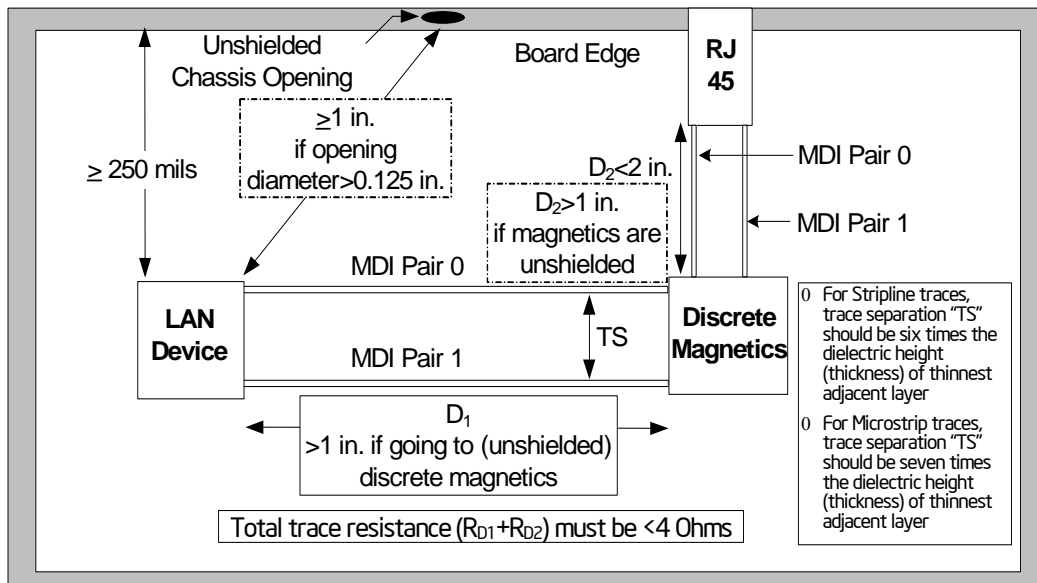 Unshielded
Chassis Opening
Board Edge
RJ
45
≥1 in.
if opening
diameter>0.125 in.
≥ 250 mils
D₂<2 in.
MDI Pair 0
MDI Pair 1
D₂>1 in.
if magnetics are
unshielded
MDI Pair 0
LAN
Device
TS
Discrete
Magnetics
MDI Pair 1
D₁
>1 in. if going to (unshielded)
discrete magnetics
Total trace resistance (R_D1+R_D2) must be <4 Ohms
() For Stripline traces,
trace separation “TS”
should be six times the
dielectric height
(thickness) of thinnest
adjacent layer
() For Microstrip traces,
trace separation “TS”
should be seven times
the dielectric height
(thickness) of thinnest
adjacent layer